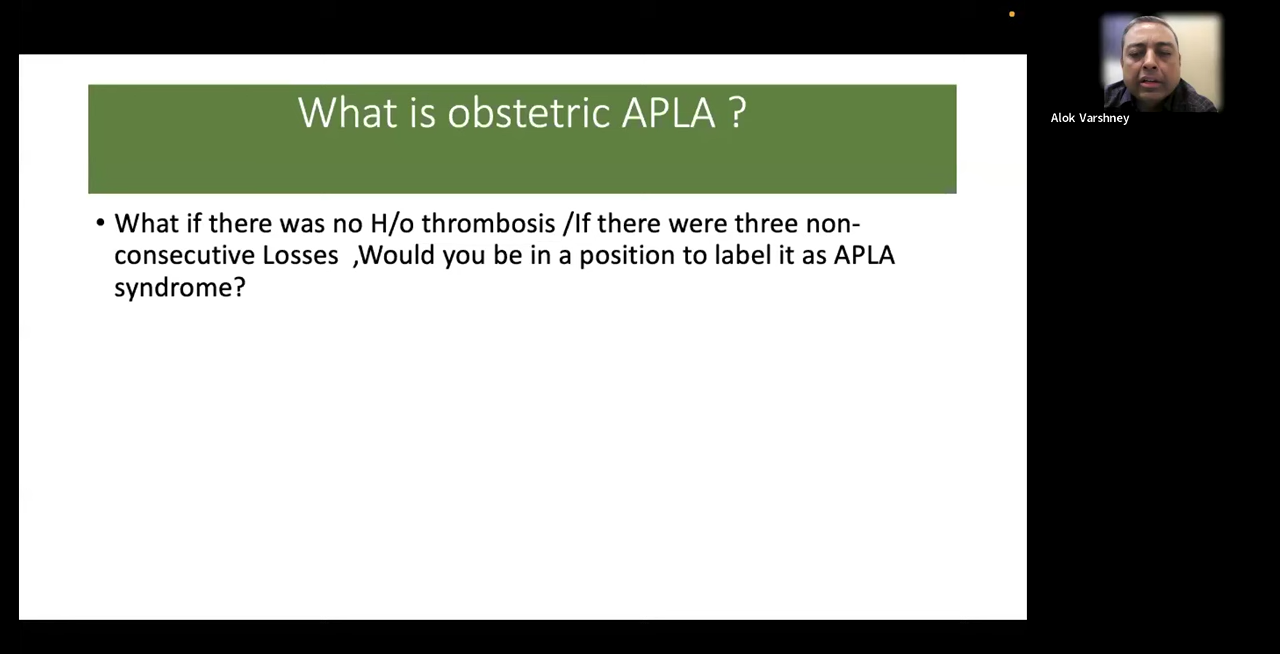 What is obstetric APLA ?
• What if there was no H/o thrombosis /If there were three non-
consecutive Losses  ,Would you be in a position to label it as APLA
syndrome?
Alok Varshney